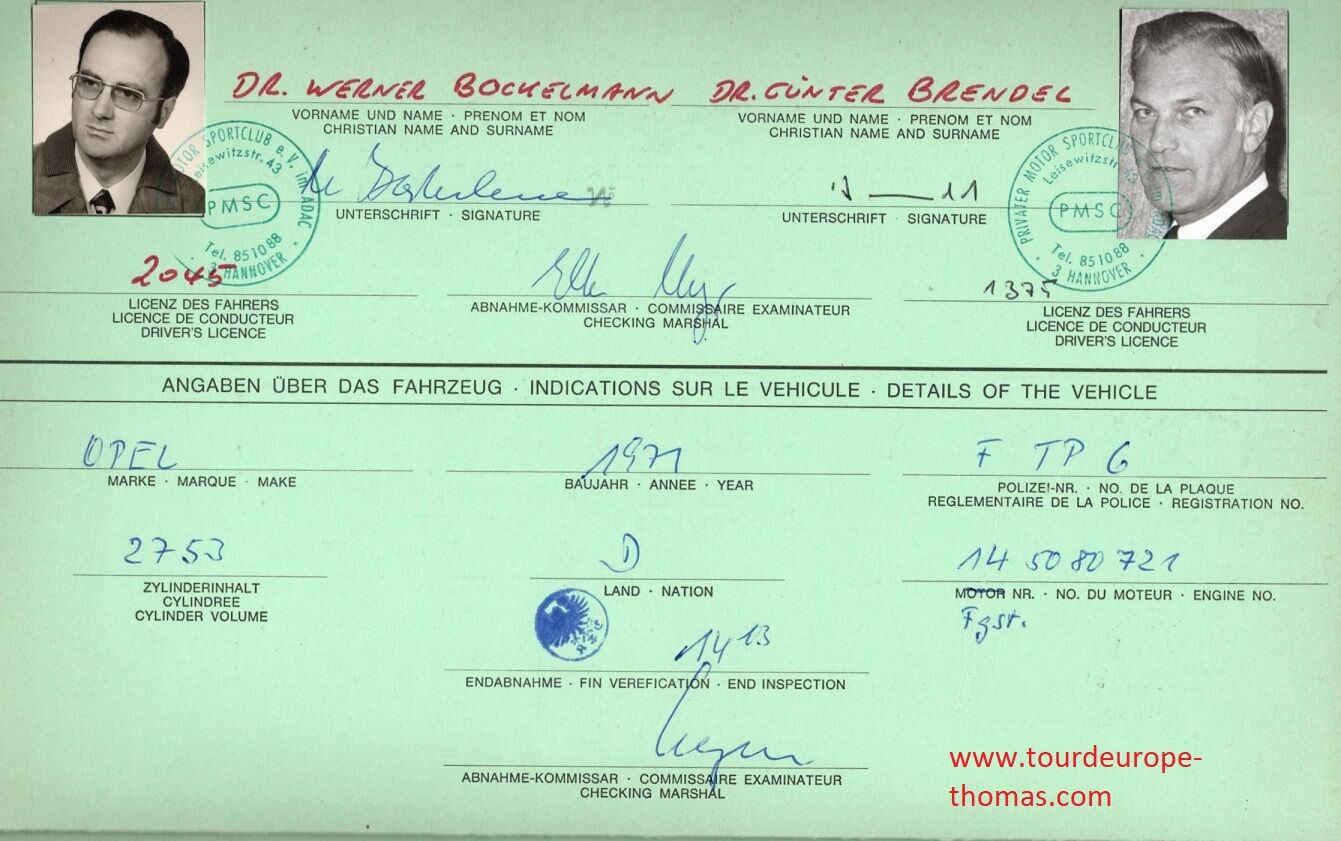 DR. WERNER BOCKELMANN
VORNAME UND NAME · PRENOM ET NOM
CHRISTIAN NAME AND SURNAME
UNTERSCHRIFT · SIGNATURE
DR. GÜNTER BRENDEL
VORNAME UND NAME · PRENOM ET NOM
CHRISTIAN NAME AND SURNAME
UNTERSCHRIFT · SIGNATURE
MOTOR SPORTCLUB e. V. im ADAC
Leisewitzstr. 43
PMSC
Tel. 851088
3 HANNOVER
PRIVATER MOTOR SPORTCLUB
Leisewitzstr.
PMSC
Tel. 851088
3 HANNOVER
2045
LICENZ DES FAHRERS
LICENCE DE CONDUCTEUR
DRIVER'S LICENCE
ABNAHME-KOMMISSAR · COMMISSAIRE EXAMINATEUR
CHECKING MARSHAL
1375
LICENZ DES FAHRERS
LICENCE DE CONDUCTEUR
DRIVER'S LICENCE
ANGABEN ÜBER DAS FAHRZEUG · INDICATIONS SUR LE VEHICULE · DETAILS OF THE VEHICLE
OPEL
MARKE · MARQUE · MAKE
1971
BAUJAHR · ANNEE · YEAR
F TP 6
POLIZEI-NR. · NO. DE LA PLAQUE
REGLEMENTAIRE DE LA POLICE · REGISTRATION NO.
2753
ZYLINDERINHALT
CYLINDREE
CYLINDER VOLUME
D
LAND · NATION
14 5080721
MOTOR NR. · NO. DU MOTEUR · ENGINE NO.
Fgst.
14 13
ENDABNAHME · FIN VEREFICATION · END INSPECTION
ABNAHME-KOMMISSAR · COMMISSAIRE EXAMINATEUR
CHECKING MARSHAL
www.tourdeurope-
thomas.com